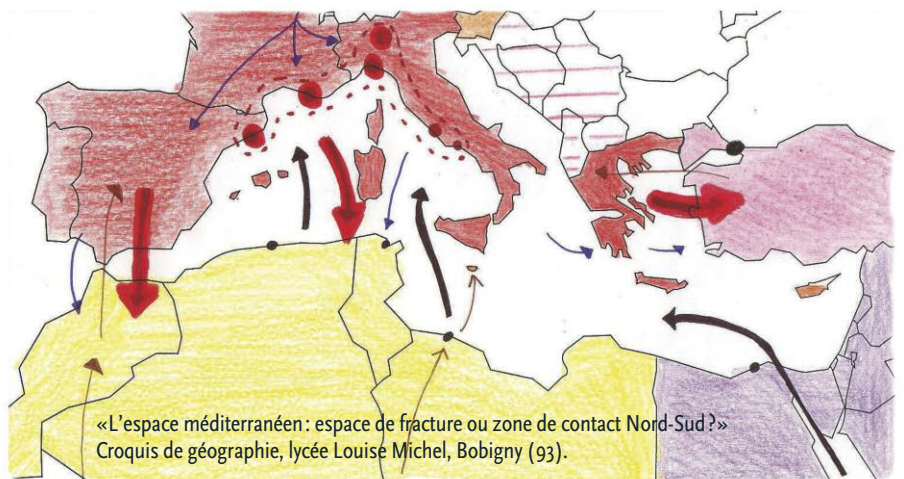 «L'espace méditerranéen: espace de fracture ou zone de contact Nord-Sud?»
Croquis de géographie, lycée Louise Michel, Bobigny (93).